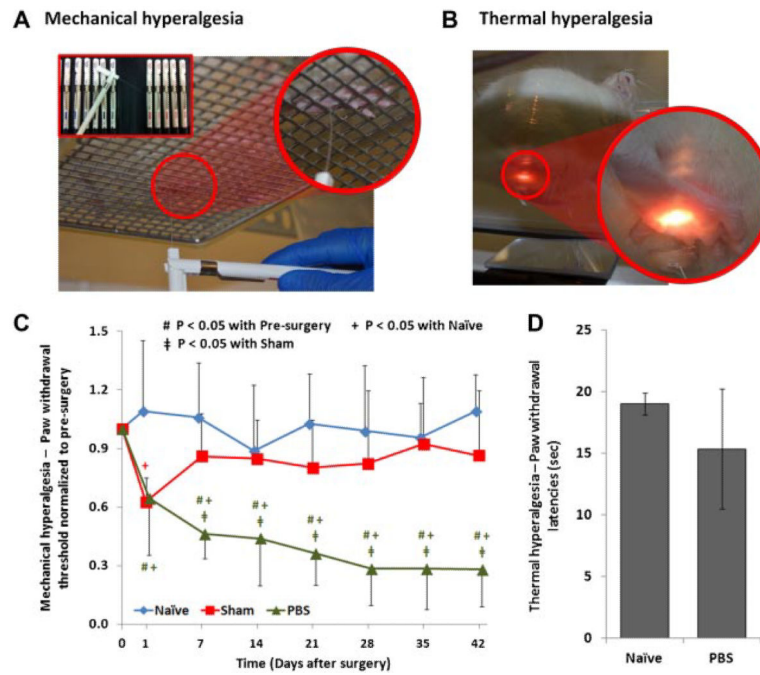 A Mechanical hyperalgesia
B Thermal hyperalgesia
C
# P < 0.05 with Pre-surgery + P < 0.05 with Naïve
ǂ P < 0.05 with Sham
Mechanical hyperalgesia – Paw withdrawal
threshold normalized to pre-surgery
1.5
1.2
0.9
0.6
0.3
0.0
+
# +
# +
ǂ
# +
ǂ
# +
ǂ
# +
ǂ
# +
ǂ
# +
ǂ
Naïve Sham PBS
0 1 7 14 21 28 35 42
Time (Days after surgery)
D
Thermal hyperalgesia – Paw withdrawal
latencies (sec)
25
20
15
10
5
0
Naïve PBS